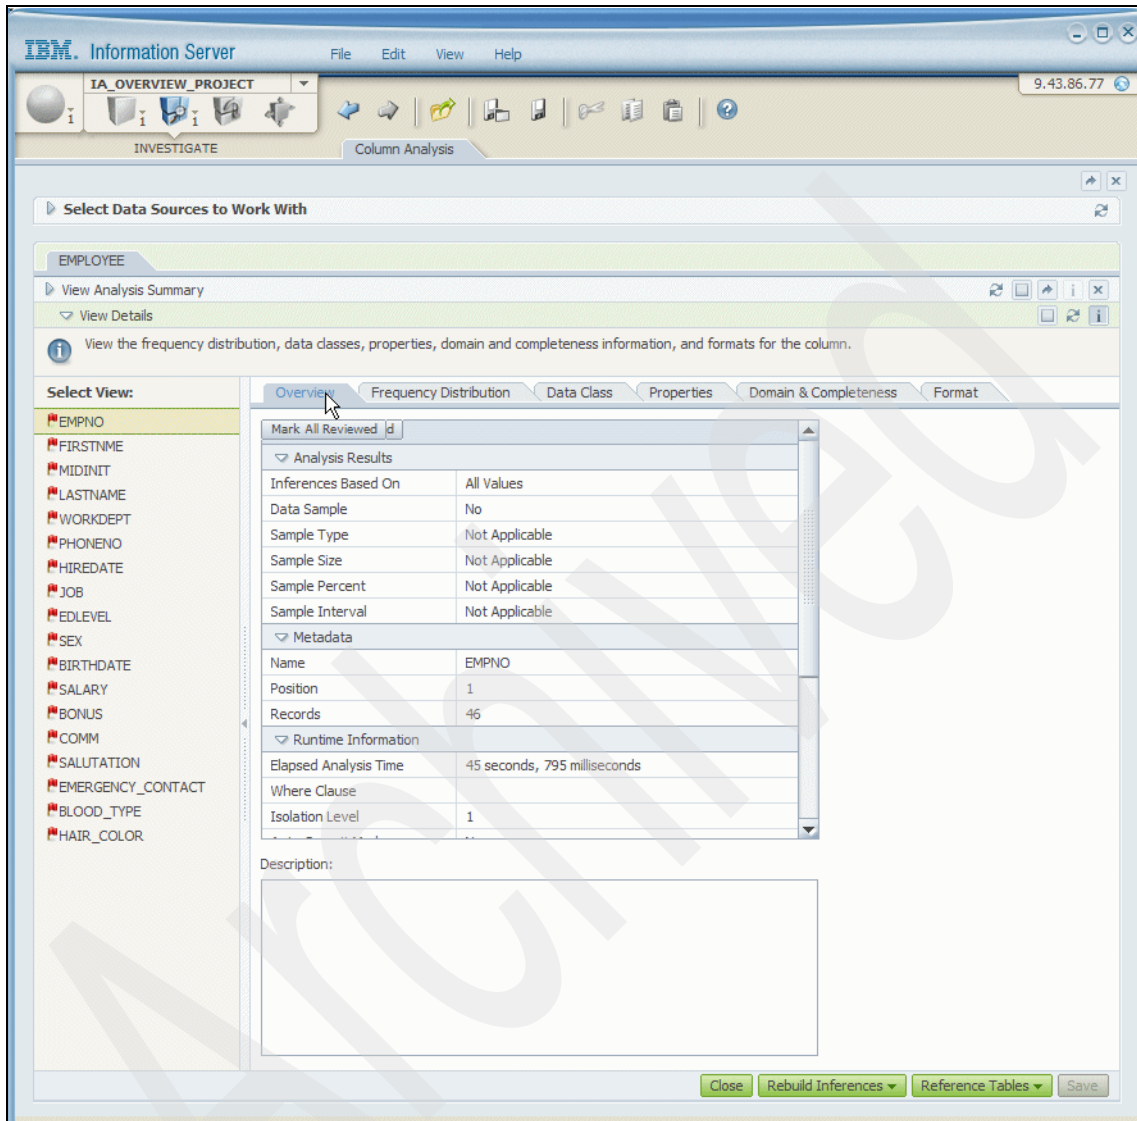 IBM. Information Server File Edit View Help
IA_OVERVIEW_PROJECT
9.43.86.77
1 1 1
INVESTIGATE Column Analysis
Select Data Sources to Work With
EMPLOYEE
View Analysis Summary
View Details
View the frequency distribution, data classes, properties, domain and completeness information, and formats for the column.
Select View:
Overview Frequency Distribution Data Class Properties Domain & Completeness Format
EMPNO
FIRSTNME
MIDINIT
LASTNAME
WORKDEPT
PHONENO
HIREDATE
JOB
EDLEVEL
SEX
BIRTHDATE
SALARY
BONUS
COMM
SALUTATION
EMERGENCY_CONTACT
BLOOD_TYPE
HAIR_COLOR
Mark All Reviewed d
Analysis Results
Inferences Based On All Values
Data Sample No
Sample Type Not Applicable
Sample Size Not Applicable
Sample Percent Not Applicable
Sample Interval Not Applicable
Metadata
Name EMPNO
Position 1
Records 46
Runtime Information
Elapsed Analysis Time 45 seconds, 795 milliseconds
Where Clause
Isolation Level 1
Description:
Close Rebuild Inferences Reference Tables Save
Archived